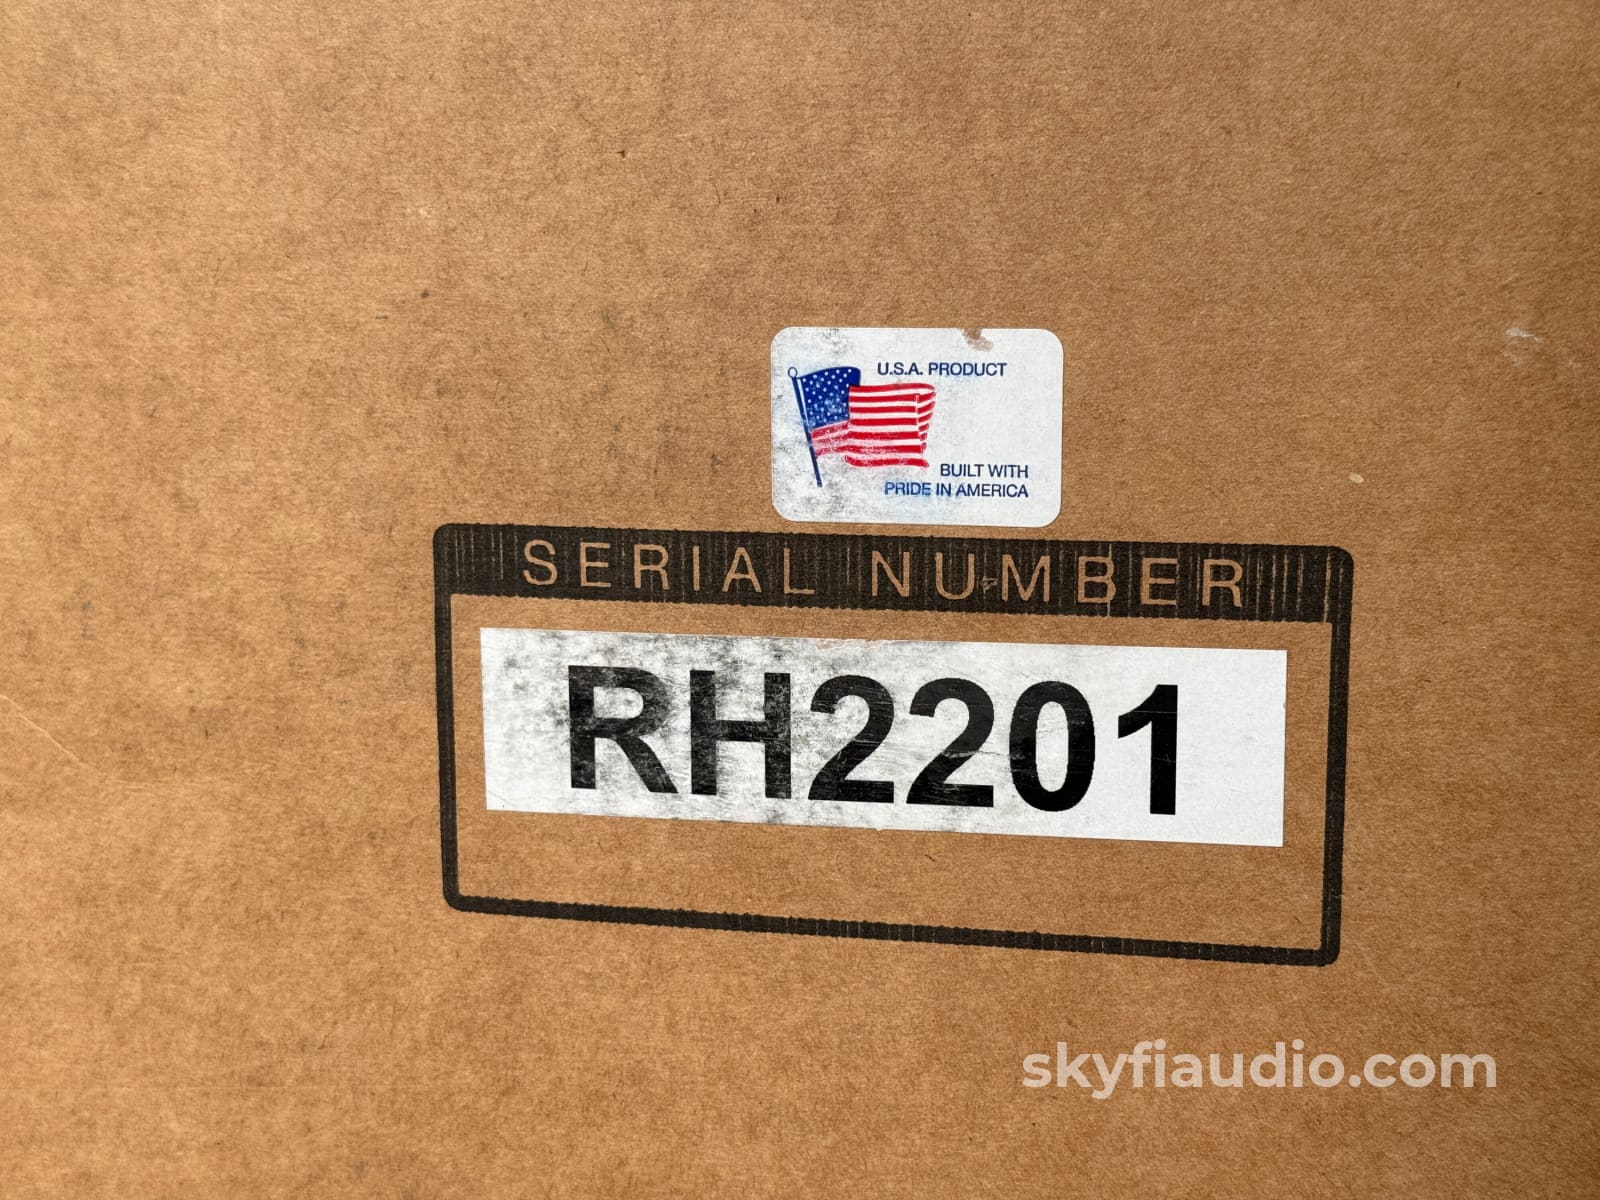 U.S.A. PRODUCT
BUILT WITH
PRIDE IN AMERICA
SERIAL NUMBER
RH2201
skyfiaudio.com